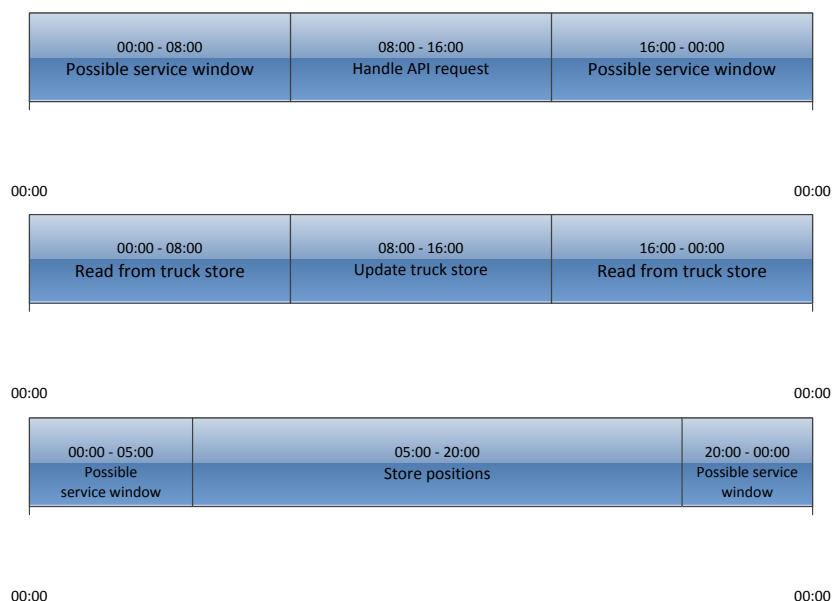 00:00 - 08:00
Possible service window
08:00 - 16:00
Handle API request
16:00 - 00:00
Possible service window
00:00
00:00
00:00 - 08:00
Read from truck store
08:00 - 16:00
Update truck store
16:00 - 00:00
Read from truck store
00:00
00:00
00:00 - 05:00
Possible
service window
05:00 - 20:00
Store positions
20:00 - 00:00
Possible service
window
00:00
00:00